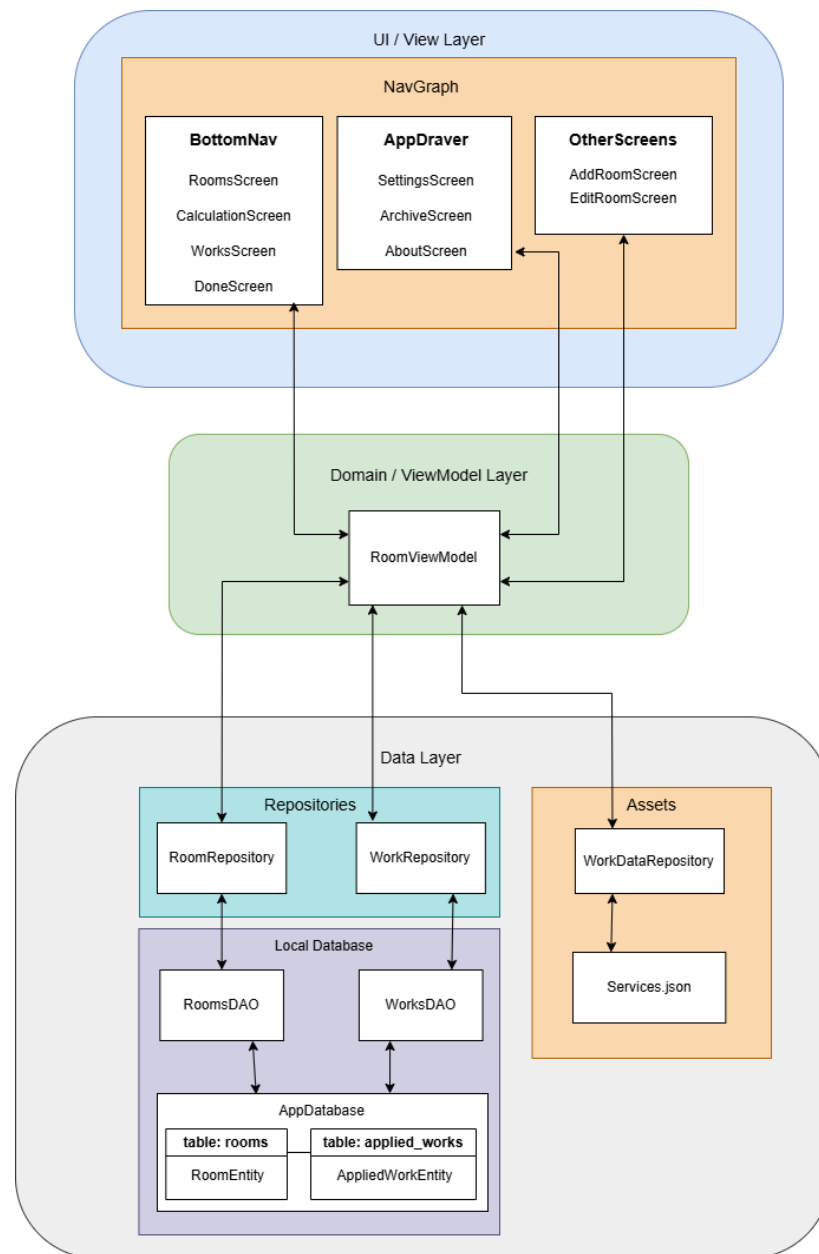 UI / View Layer
NavGraph
BottomNav
RoomsScreen
CalculationScreen
WorksScreen
DoneScreen
AppDraver
SettingsScreen
ArchiveScreen
AboutScreen
OtherScreens
AddRoomScreen
EditRoomScreen
Domain / ViewModel Layer
RoomViewModel
Data Layer
Repositories
RoomRepository
WorkRepository
Local Database
RoomsDAO
WorksDAO
AppDatabase
table: rooms
RoomEntity
table: applied_works
AppliedWorkEntity
Assets
WorkDataRepository
Services.json